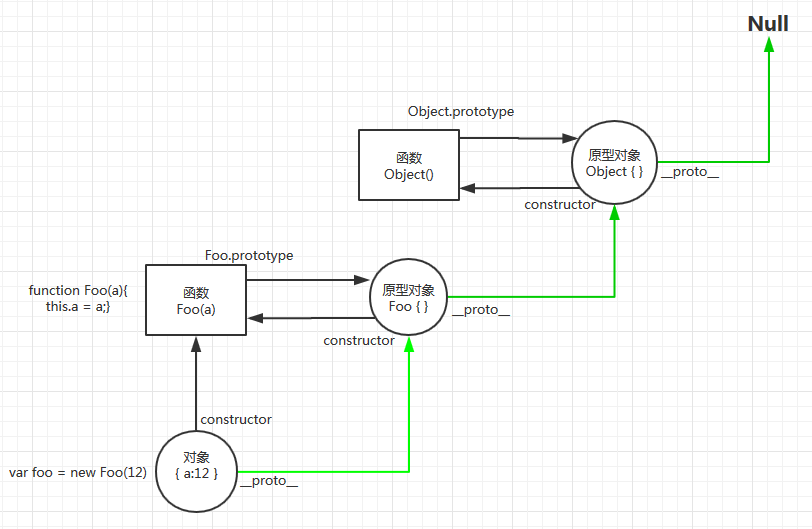 Null
Object.prototype
函数
Object()
原型对象
Object { }
__proto__
constructor
Foo.prototype
function Foo(a){
this.a = a;}
函数
Foo(a)
原型对象
Foo { }
__proto__
constructor
constructor
var foo = new Foo(12)
对象
{ a:12 }
__proto__